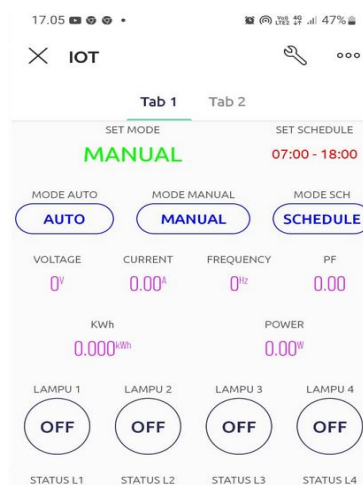 17.05 47%
IOT
Tab 1 Tab 2
SET MODE SET SCHEDULE
MANUAL 07:00 - 18:00
MODE AUTO MODE MANUAL MODE SCH
AUTO MANUAL SCHEDULE
VOLTAGE CURRENT FREQUENCY PF
0V 0.00A 0Hz 0.00
KWh POWER
0.000kWh 0.00W
LAMPU 1 LAMPU 2 LAMPU 3 LAMPU 4
OFF OFF OFF OFF
STATUS L1 STATUS L2 STATUS L3 STATUS L4